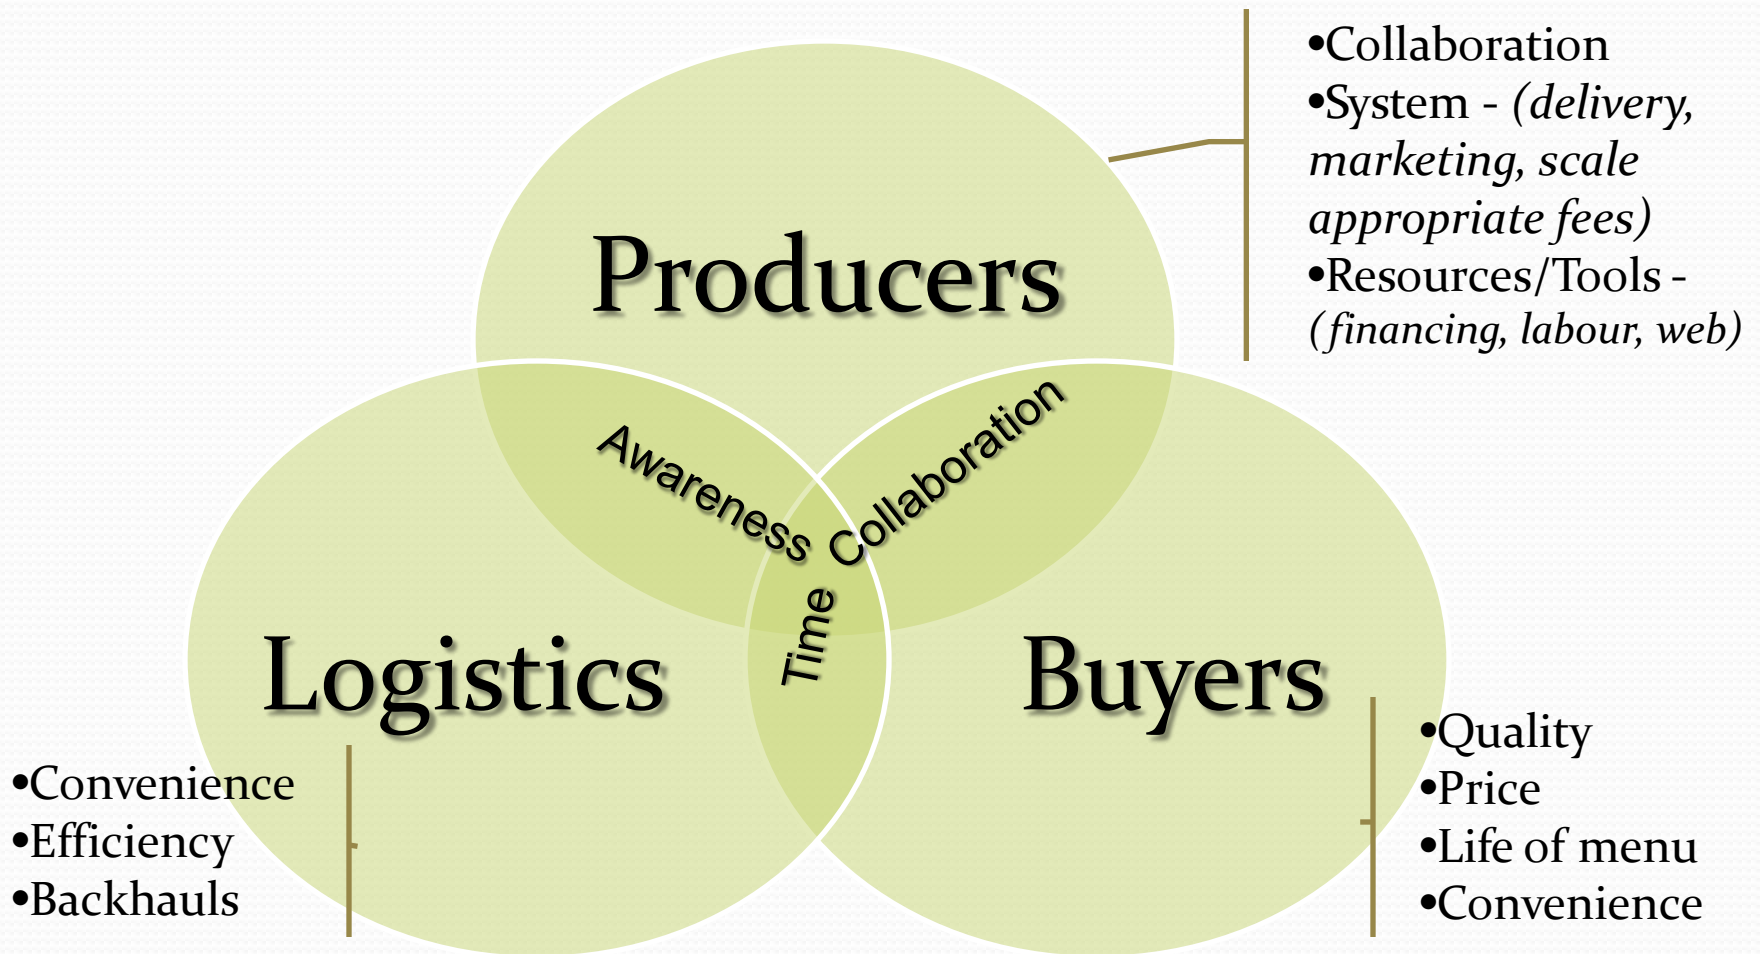 •Collaboration
•System - (delivery,
marketing, scale
appropriate fees)
•Resources/Tools -
(financing, labour, web)
Producers
Awareness
Collaboration
Time
Logistics
Buyers
•Convenience
•Efficiency
•Backhauls
•Quality
•Price
•Life of menu
•Convenience